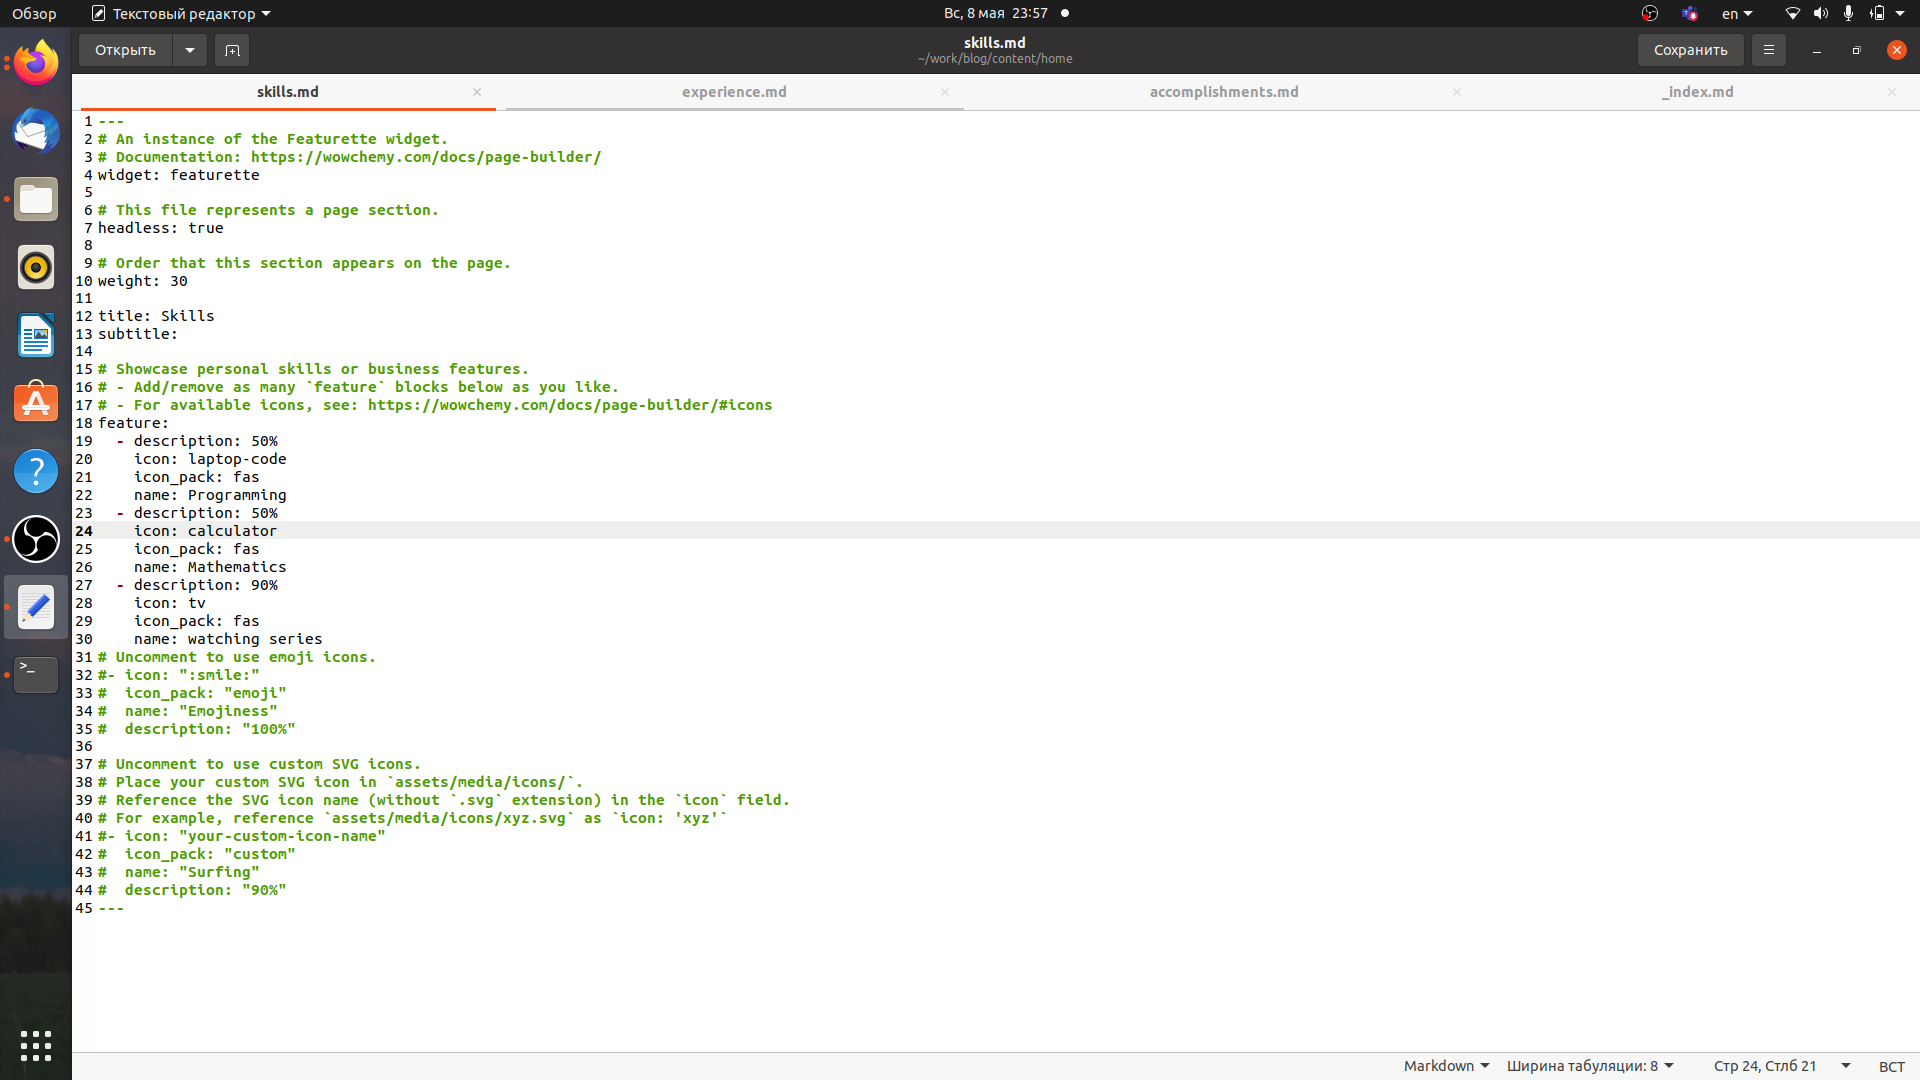 Обзор
Текстовый редактор
Вс, 8 мая 23:57
en
Открыть
skills.md
~/work/blog/content/home
Сохранить
skills.md
experience.md
accomplishments.md
_index.md
1 ---
2 # An instance of the Featurette widget.
3 # Documentation: https://wowchemy.com/docs/page-builder/
4 widget: featurette
5
6 # This file represents a page section.
7 headless: true
8
9 # Order that this section appears on the page.
10 weight: 30
11
12 title: Skills
13 subtitle:
14
15 # Showcase personal skills or business features.
16 # - Add/remove as many `feature` blocks below as you like.
17 # - For available icons, see: https://wowchemy.com/docs/page-builder/#icons
18 feature:
19   - description: 50%
20     icon: laptop-code
21     icon_pack: fas
22     name: Programming
23   - description: 50%
24     icon: calculator
25     icon_pack: fas
26     name: Mathematics
27   - description: 90%
28     icon: tv
29     icon_pack: fas
30     name: watching series
31 # Uncomment to use emoji icons.
32 #- icon: ":smile:"
33 #  icon_pack: "emoji"
34 #  name: "Emojiness"
35 #  description: "100%"
36
37 # Uncomment to use custom SVG icons.
38 # Place your custom SVG icon in `assets/media/icons/`.
39 # Reference the SVG icon name (without `.svg` extension) in the `icon` field.
40 # For example, reference `assets/media/icons/xyz.svg` as `icon: 'xyz'`
41 #- icon: "your-custom-icon-name"
42 #  icon_pack: "custom"
43 #  name: "Surfing"
44 #  description: "90%"
45 ---
Markdown
Ширина табуляции: 8
Стр 24, Стлб 21
ВСТ